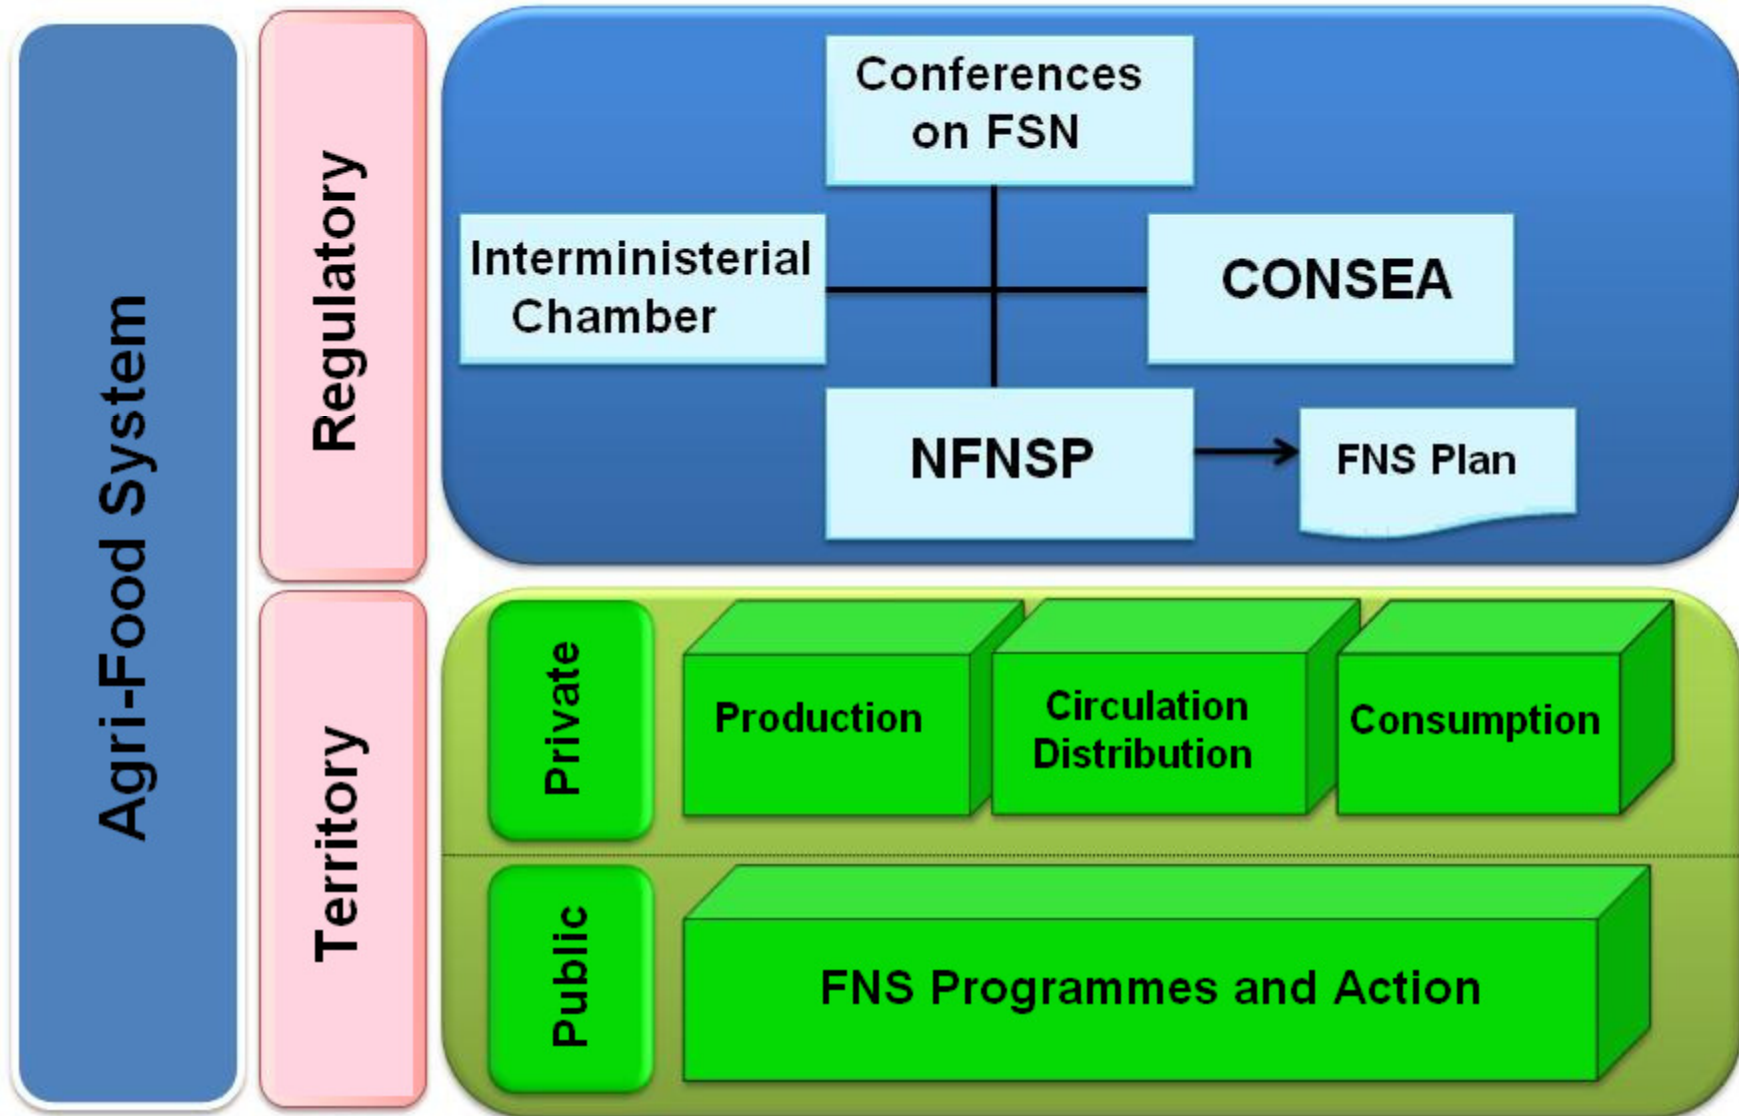 Agri-Food System
Regulatory
Conferences
on FSN
Interministerial
Chamber
CONSEA
NFNSP
FNS Plan
Territory
Private
Production
Circulation
Distribution
Consumption
Public
FNS Programmes and Action